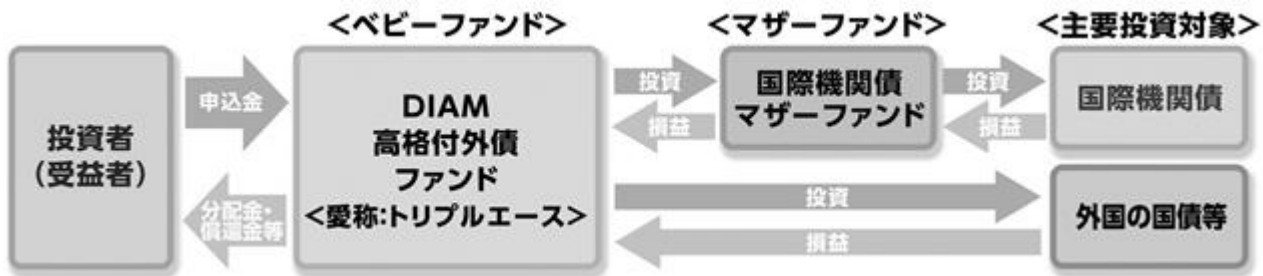 <ベビーファンド>
<マザーファンド>
<主要投資対象>
投資者
(受益者)
申込金
分配金・
償還金等
DIAM
高格付外債
ファンド
<愛称:トリプルエース>
投資
損益
国際機関債
マザーファンド
投資
損益
国際機関債
投資
損益
外国の国債等